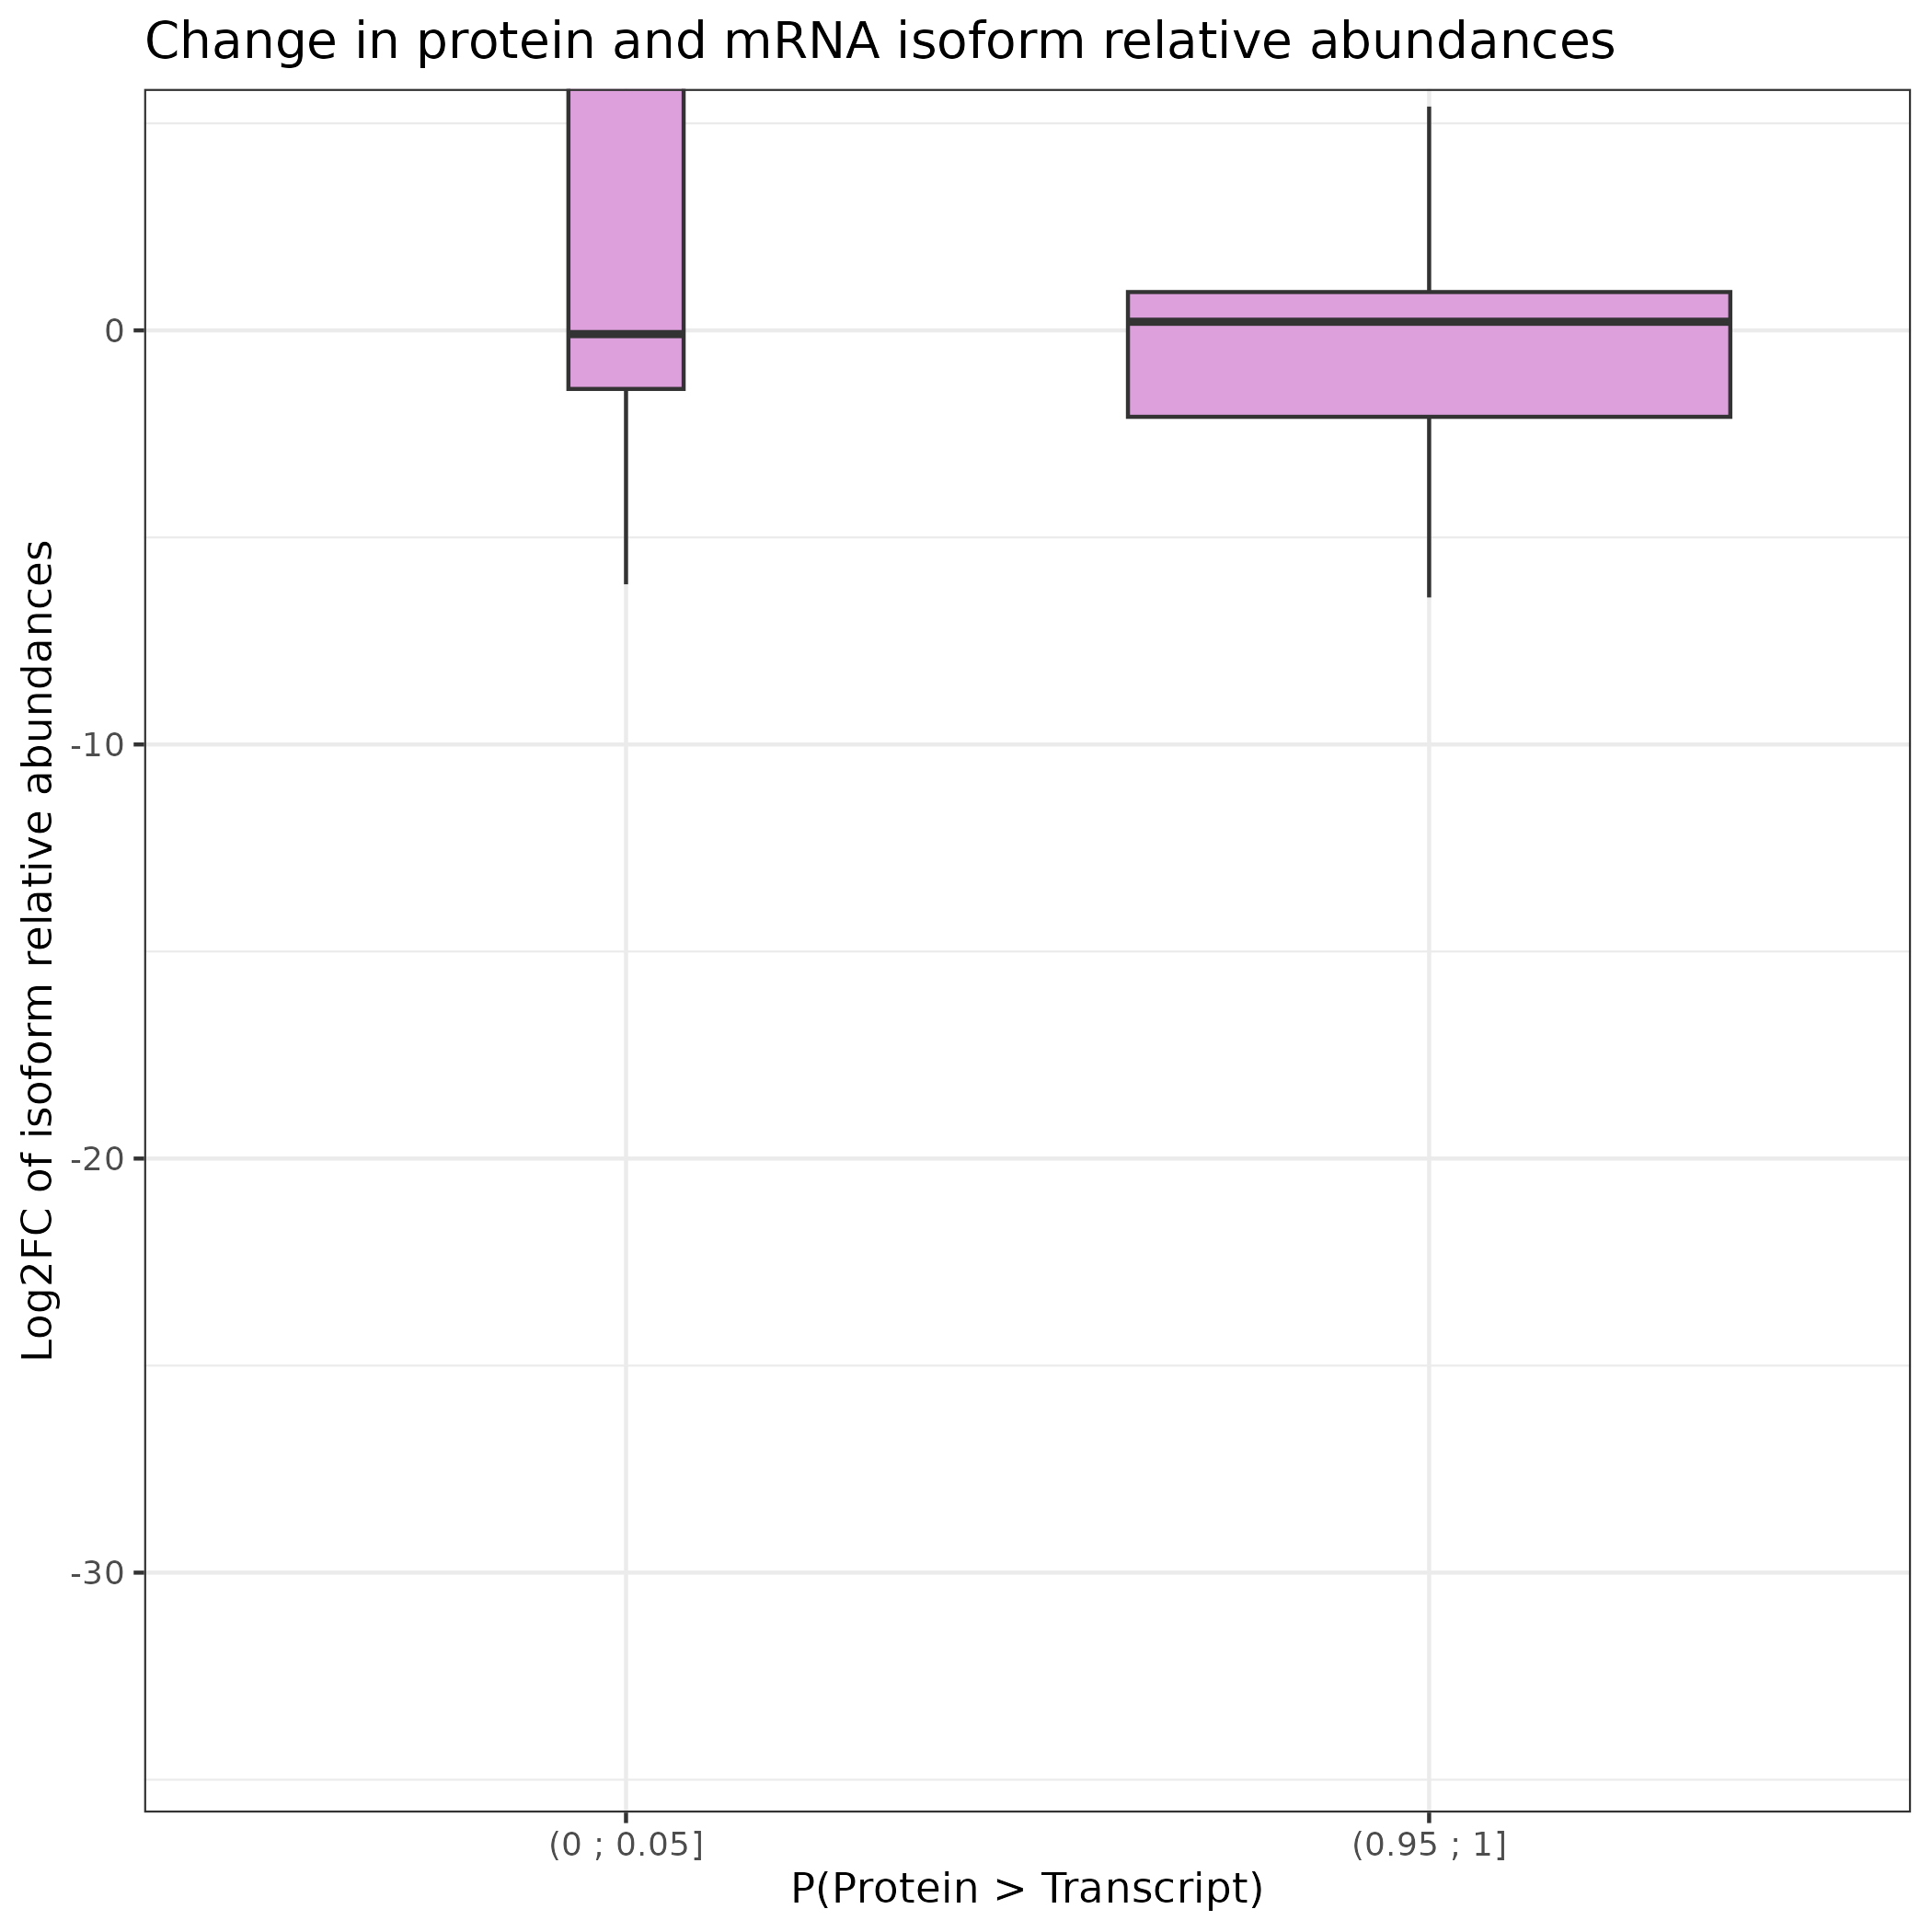 Change in protein and mRNA isoform relative abundances
Log2FC of isoform relative abundances
0
-10
-20
-30
(0 ; 0.05]
(0.95 ; 1]
P(Protein > Transcript)